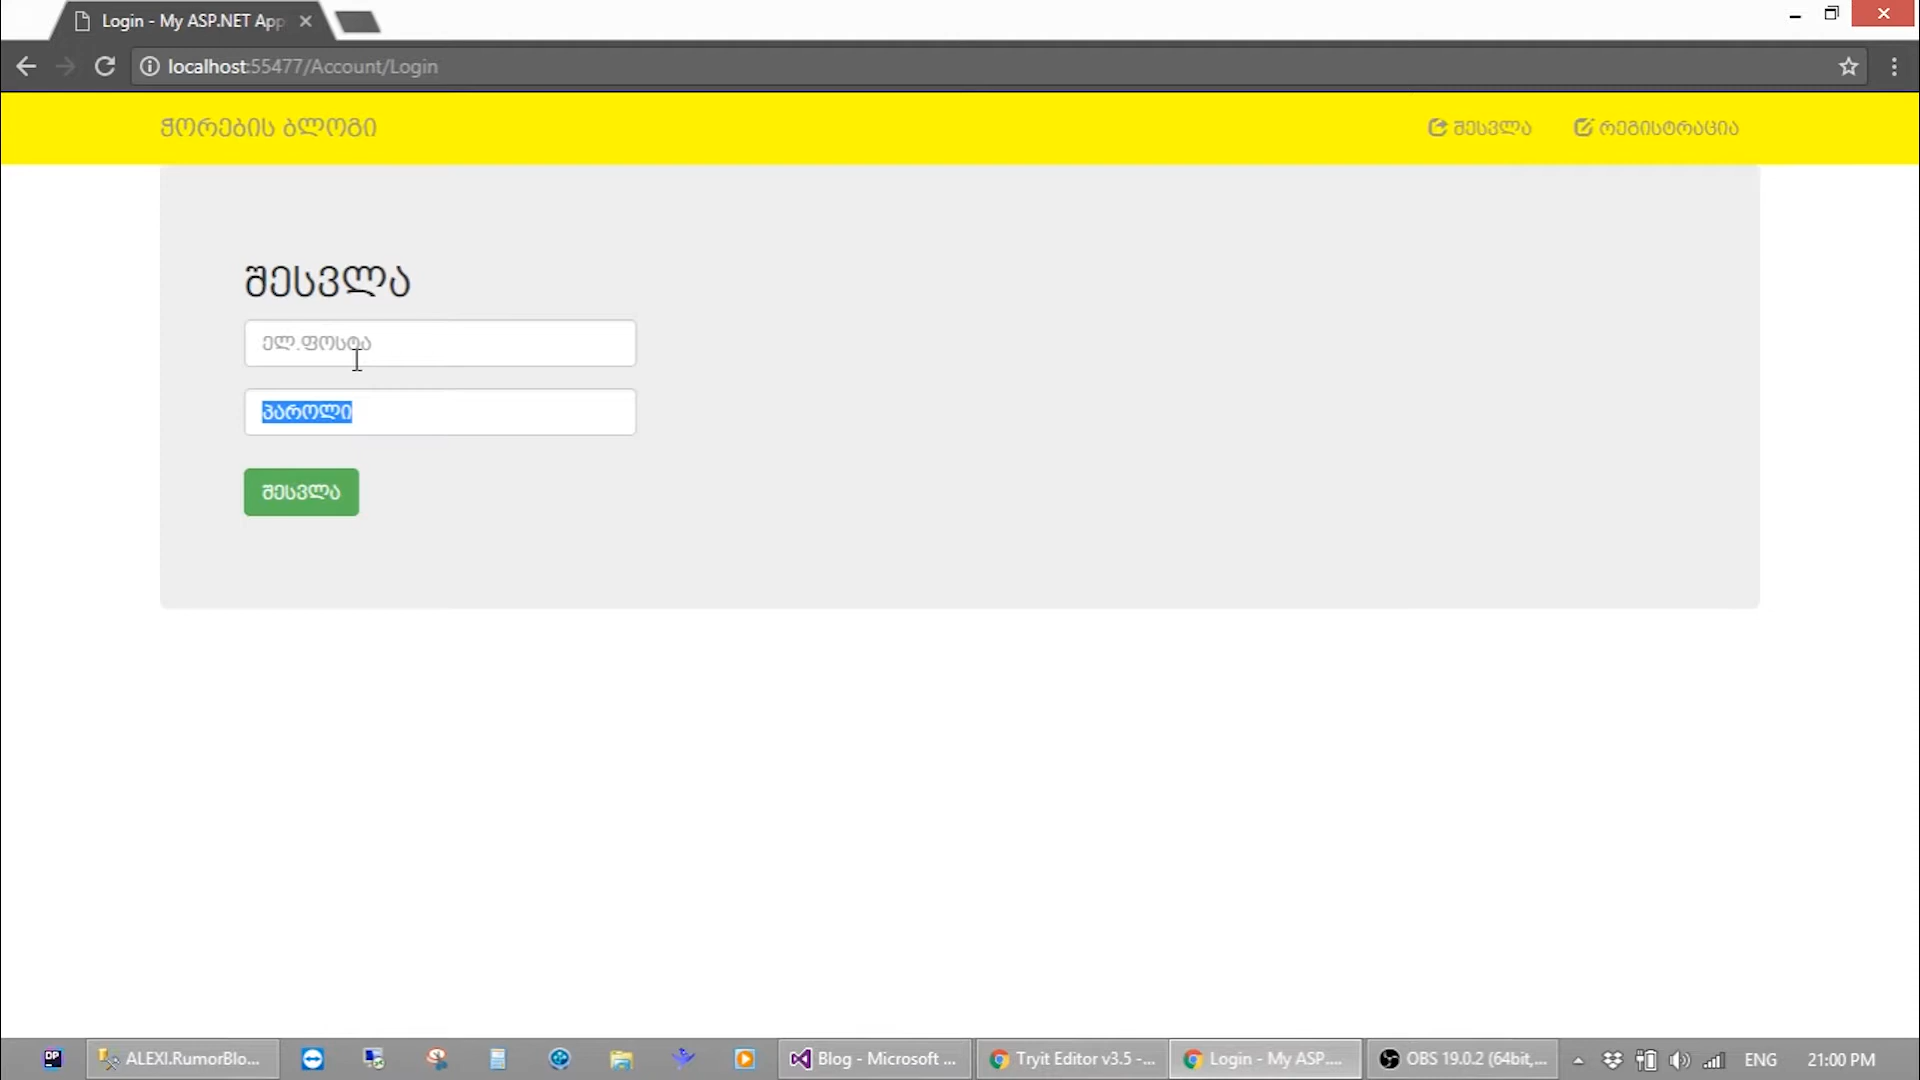 Login - My ASP.NET App
localhost:55477/Account/Login
ჭორების ბლოგი
შესვლა
რეგისტრაცია
შესვლა
ელ.ფოსტა
პაროლი
შესვლა
DP
ALEXI.RumorBlo...
Blog - Microsoft ...
Tryit Editor v3.5 -...
Login - My ASP....
OBS 19.0.2 (64bit,...
ENG
21:00 PM